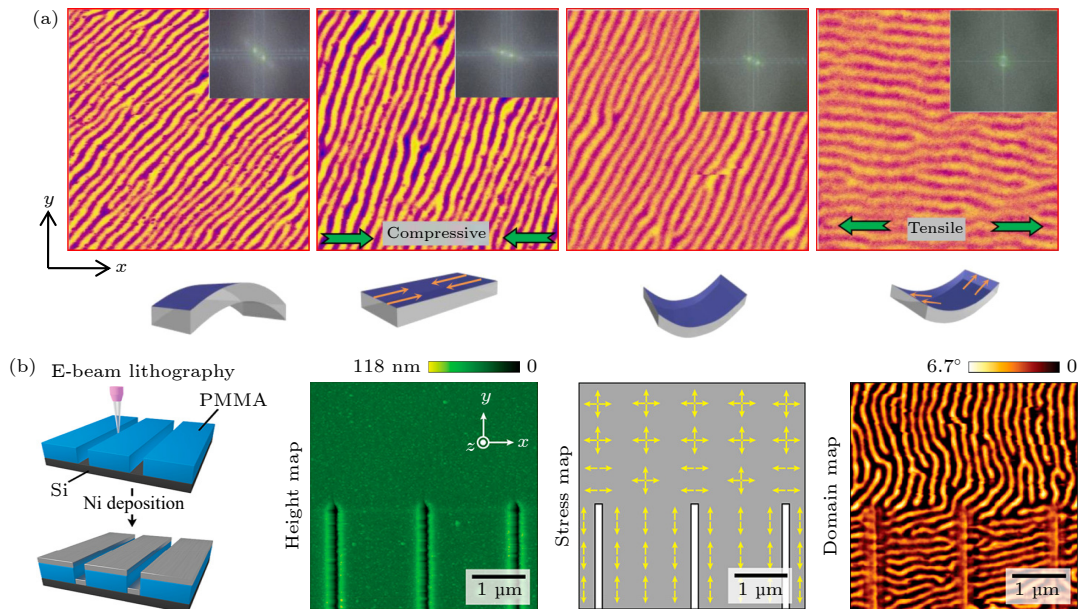 (a)
y
x
Compressive
Tensile
(b)
E-beam lithography
PMMA
Si
Ni deposition
118 nm
0
Height map
y
x
z
1 µm
Stress map
1 µm
6.7°
0
Domain map
1 µm